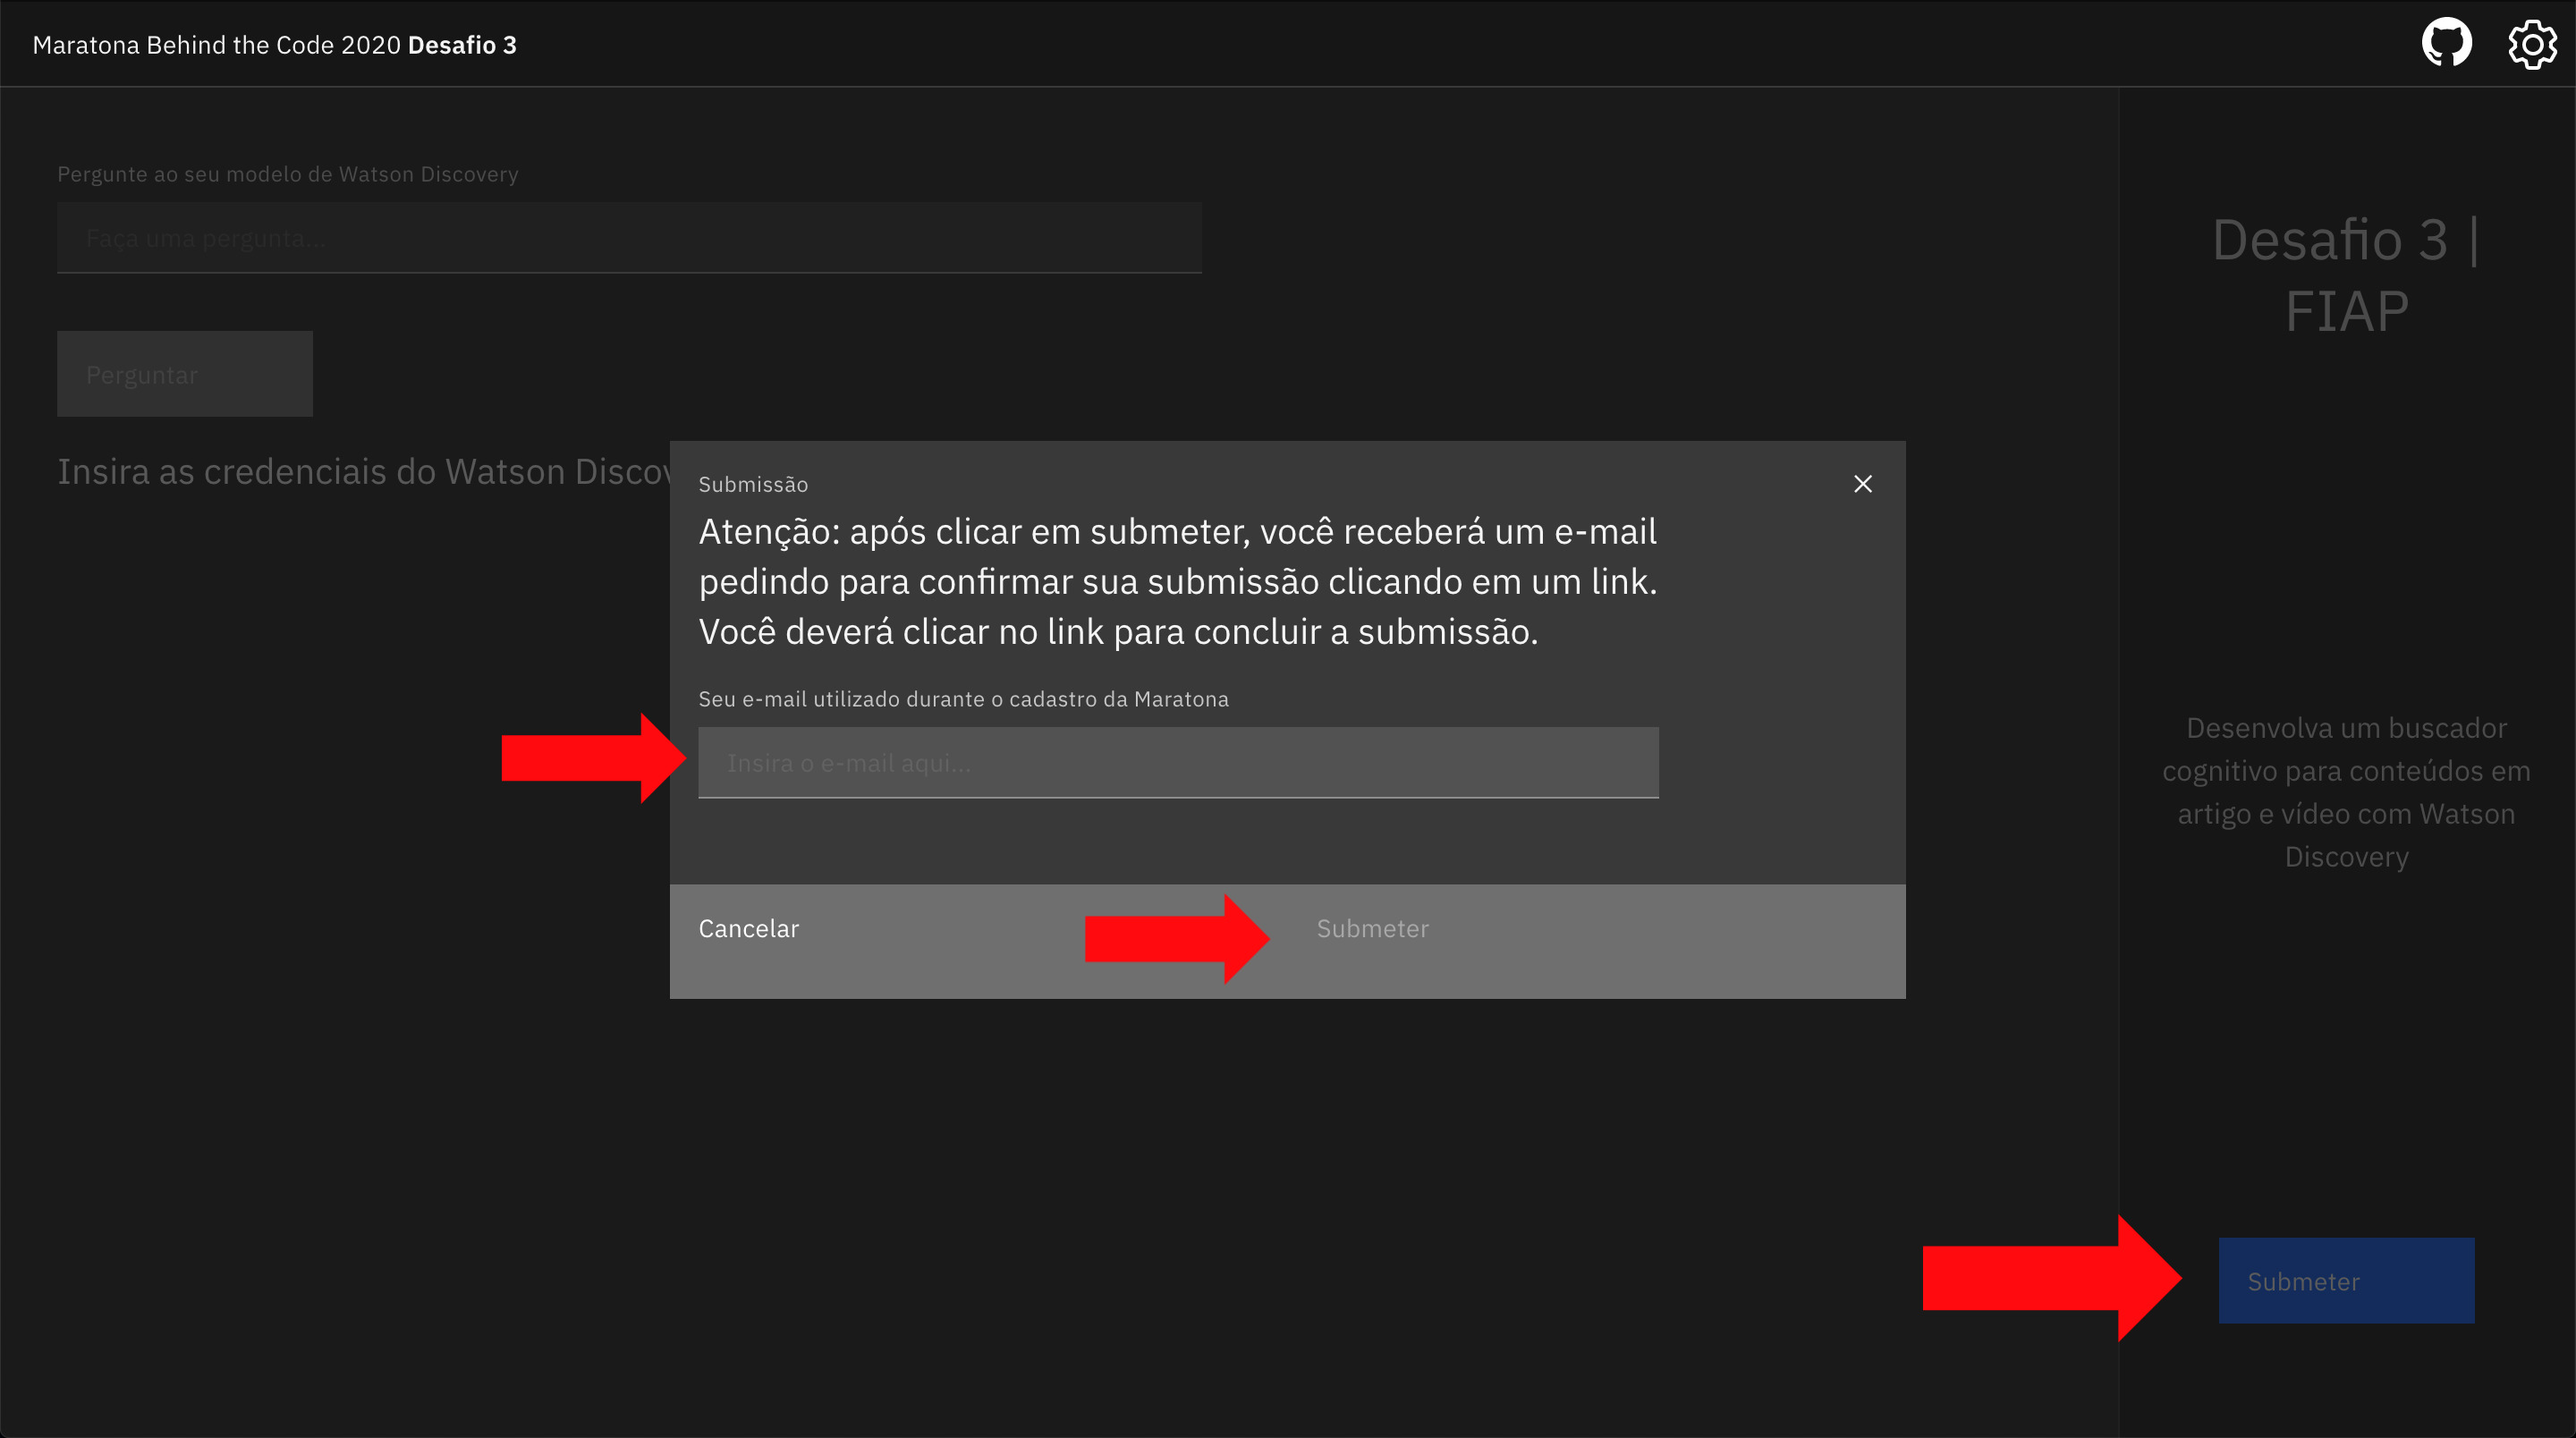 Maratona Behind the Code 2020 Desafio 3
Pergunte ao seu modelo de Watson Discovery
Faça uma pergunta...
Perguntar
Insira as credenciais do Watson
Submissão
Atenção: após clicar em submeter, você receberá um e-mail
pedindo para confirmar sua submissão clicando em um link.
Você deverá clicar no link para concluir a submissão.
Seu e-mail utilizado durante o cadastro da Maratona
Insira o e-mail aqui...
Cancelar
Submeter
Desafio 3 |
FIAP
Desenvolva um buscador
cognitivo para conteúdos em
artigo e vídeo com Watson
Discovery
Submeter